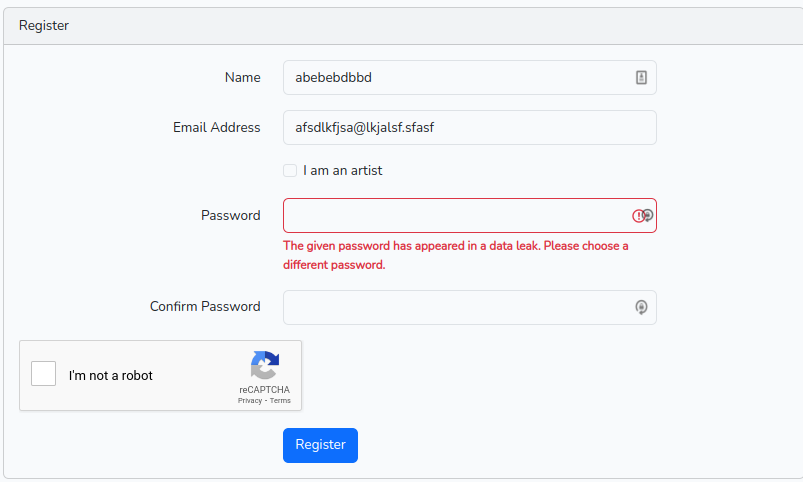 Register
Name
abebebdbbd
Email Address
afsdlkfjsa@lkjalsf.sfasf
I am an artist
Password
The given password has appeared in a data leak. Please choose a
different password.
Confirm Password
I'm not a robot
reCAPTCHA
Privacy - Terms
Register